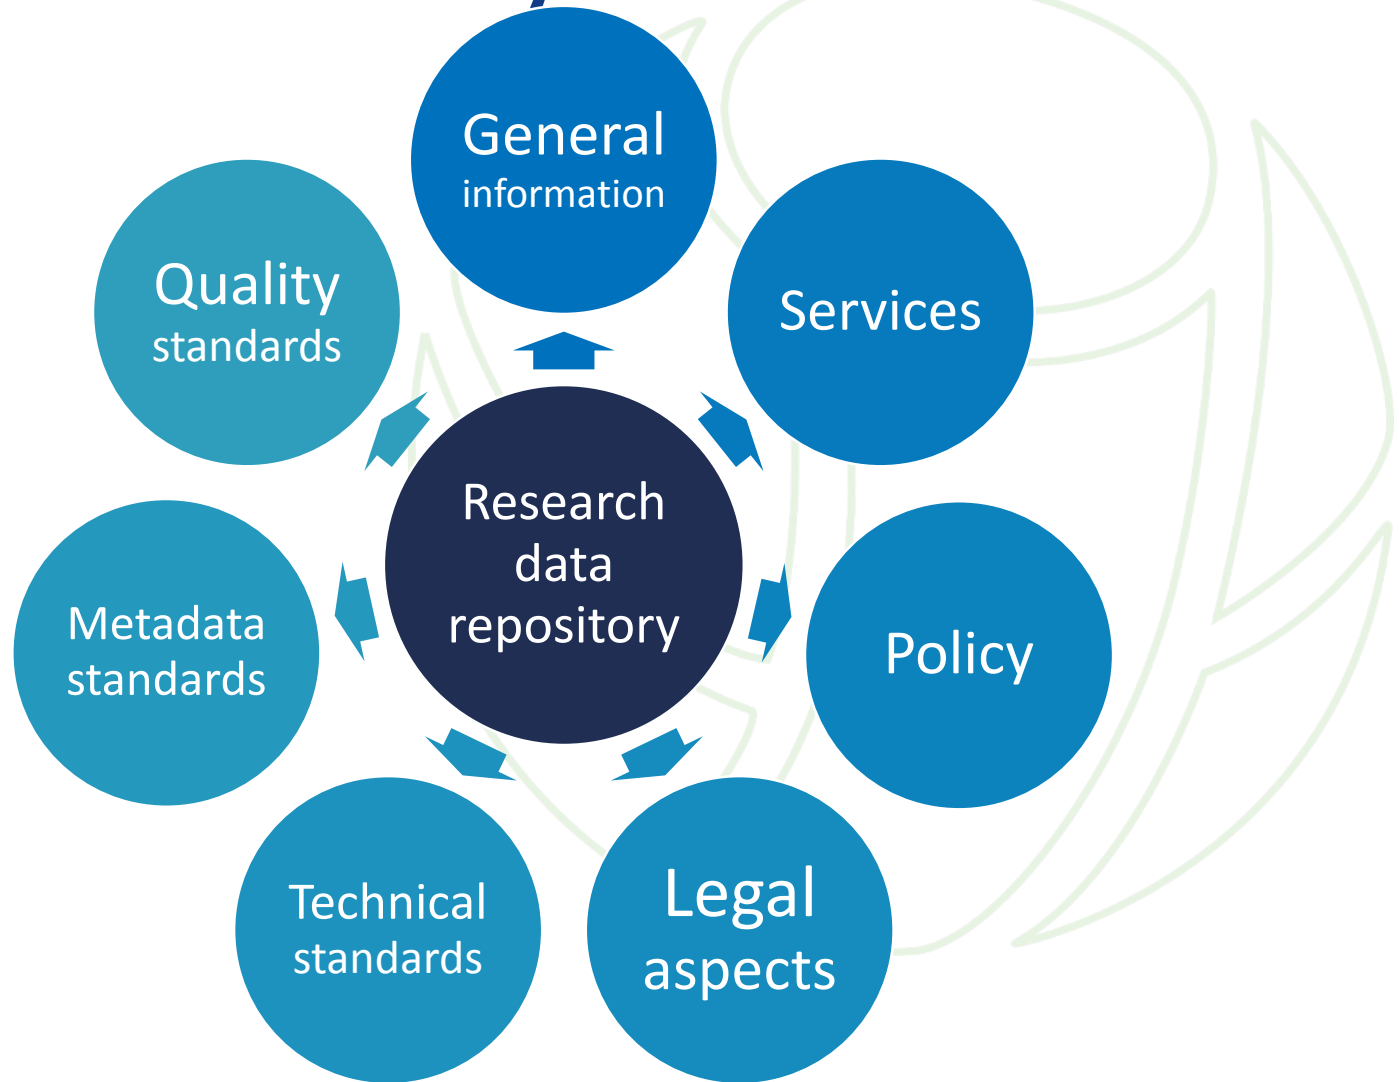 General
information
Services
Policy
Legal
aspects
Technical
standards
Metadata
standards
Quality
standards
Research
data
repository